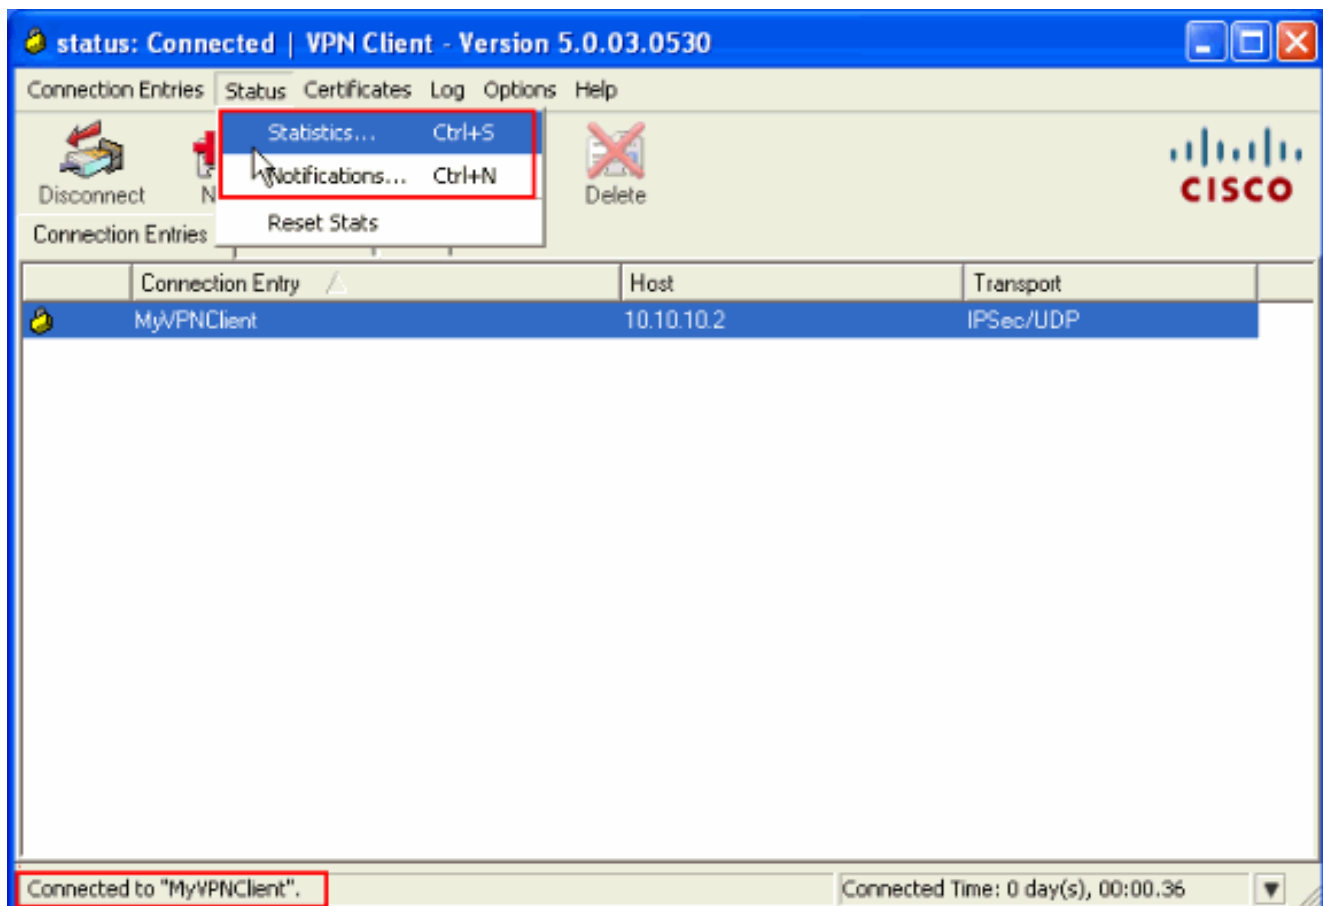 status: Connected | VPN Client - Version 5.0.03.0530
Connection Entries Status Certificates Log Options Help
Statistics... Ctrl+S
Notifications... Ctrl+N
Reset Stats
Disconnect N Delete
CISCO
Connection Entries
Connection Entry Host Transport
MyVPNClient 10.10.10.2 IPSec/UDP
Connected to "MyVPNClient". Connected Time: 0 day(s), 00:00.36